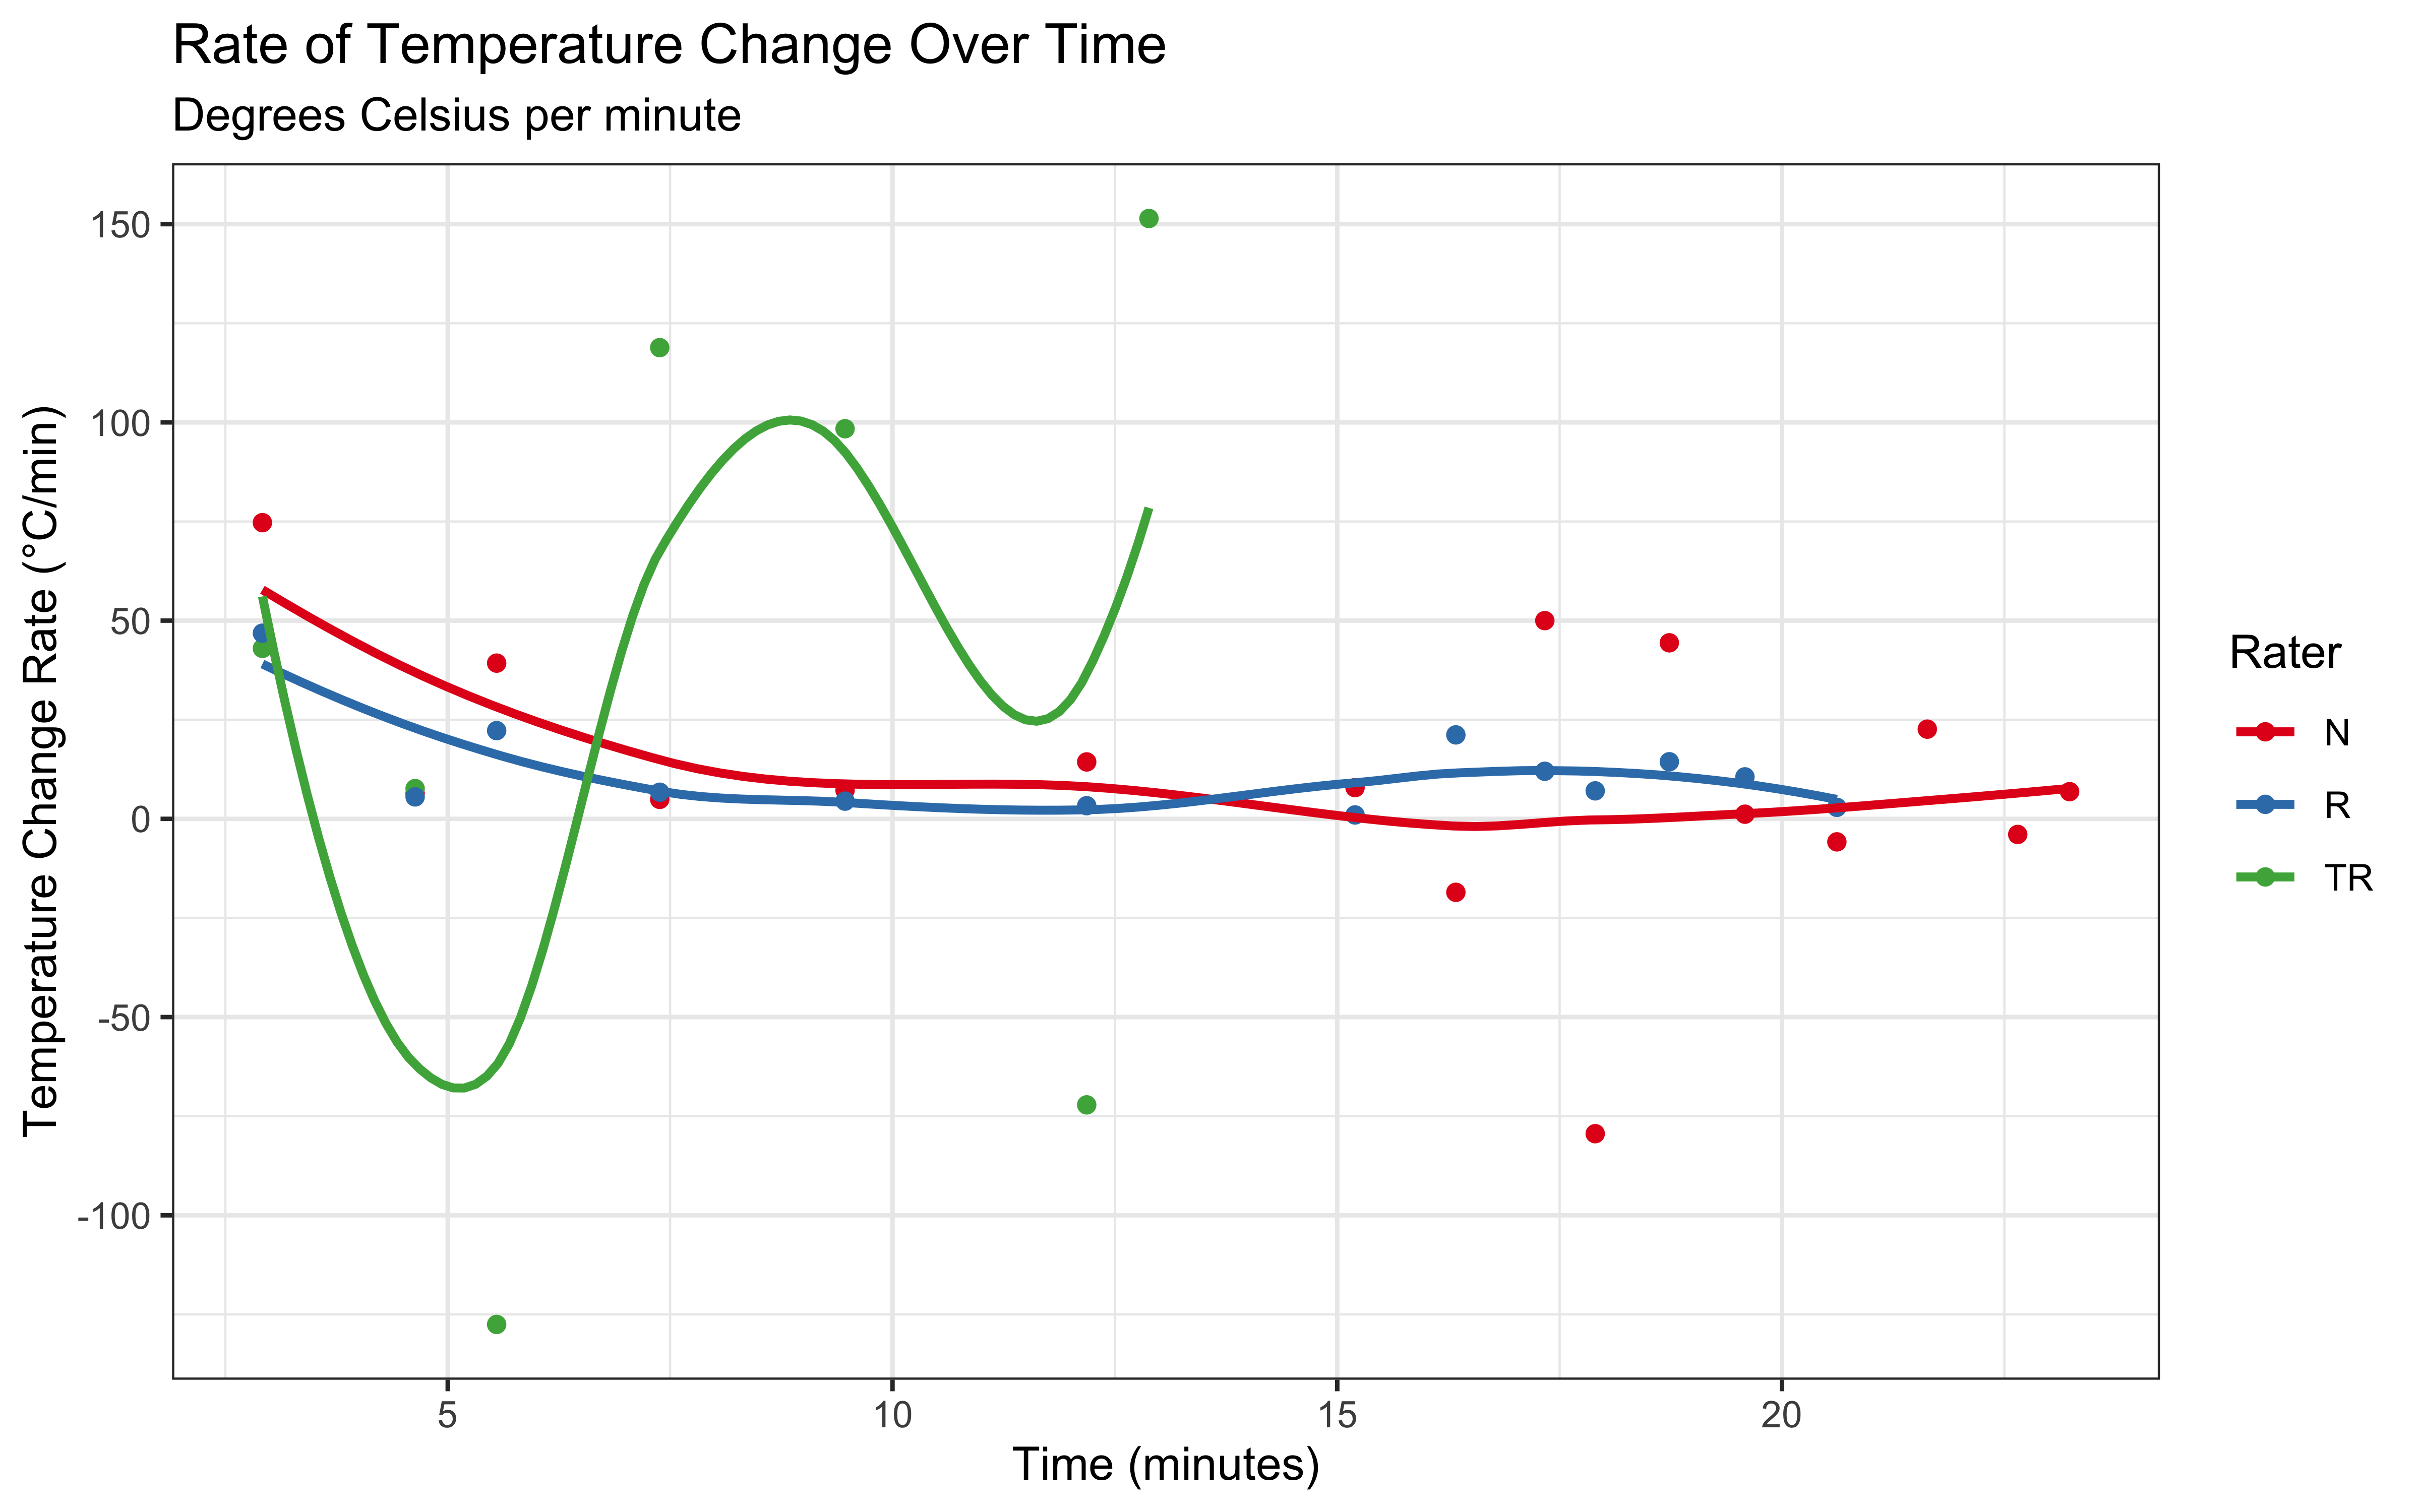 Rate of Temperature Change Over Time
Degrees Celsius per minute
Temperature Change Rate (°C/min)
150
100
50
0
-50
-100
5
10
15
20
Time (minutes)
Rater
N
R
TR